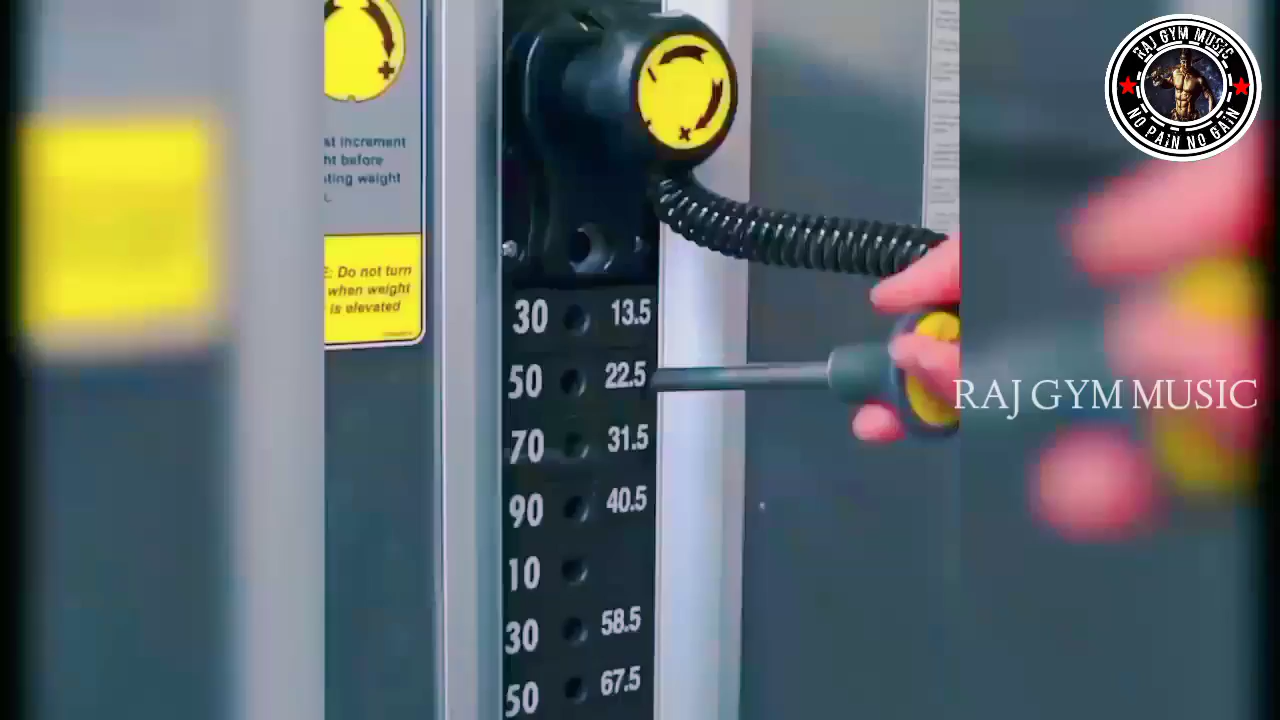 RAJ GYM MUSIC
NO PAiN NO GAiN
st increment
ht before
ting weight
E: Do not turn
when weight
is elevated
30 13.5
50 22.5
70 31.5
90 40.5
10
30 58.5
50 67.5
RAJ GYM MUSIC